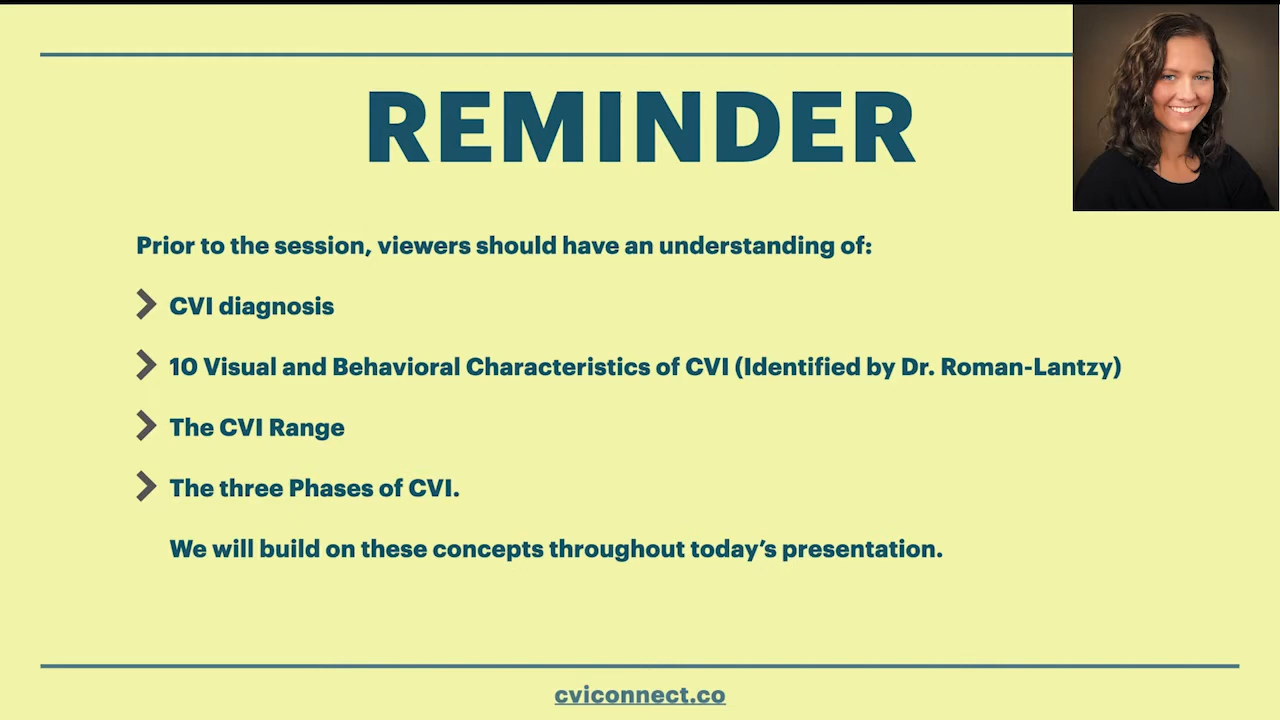 REMINDER
Prior to the session, viewers should have an understanding of:
CVI diagnosis
10 Visual and Behavioral Characteristics of CVI (Identified by Dr. Roman-Lantzy)
The CVI Range
The three Phases of CVI.
We will build on these concepts throughout today’s presentation.
cviconnect.co